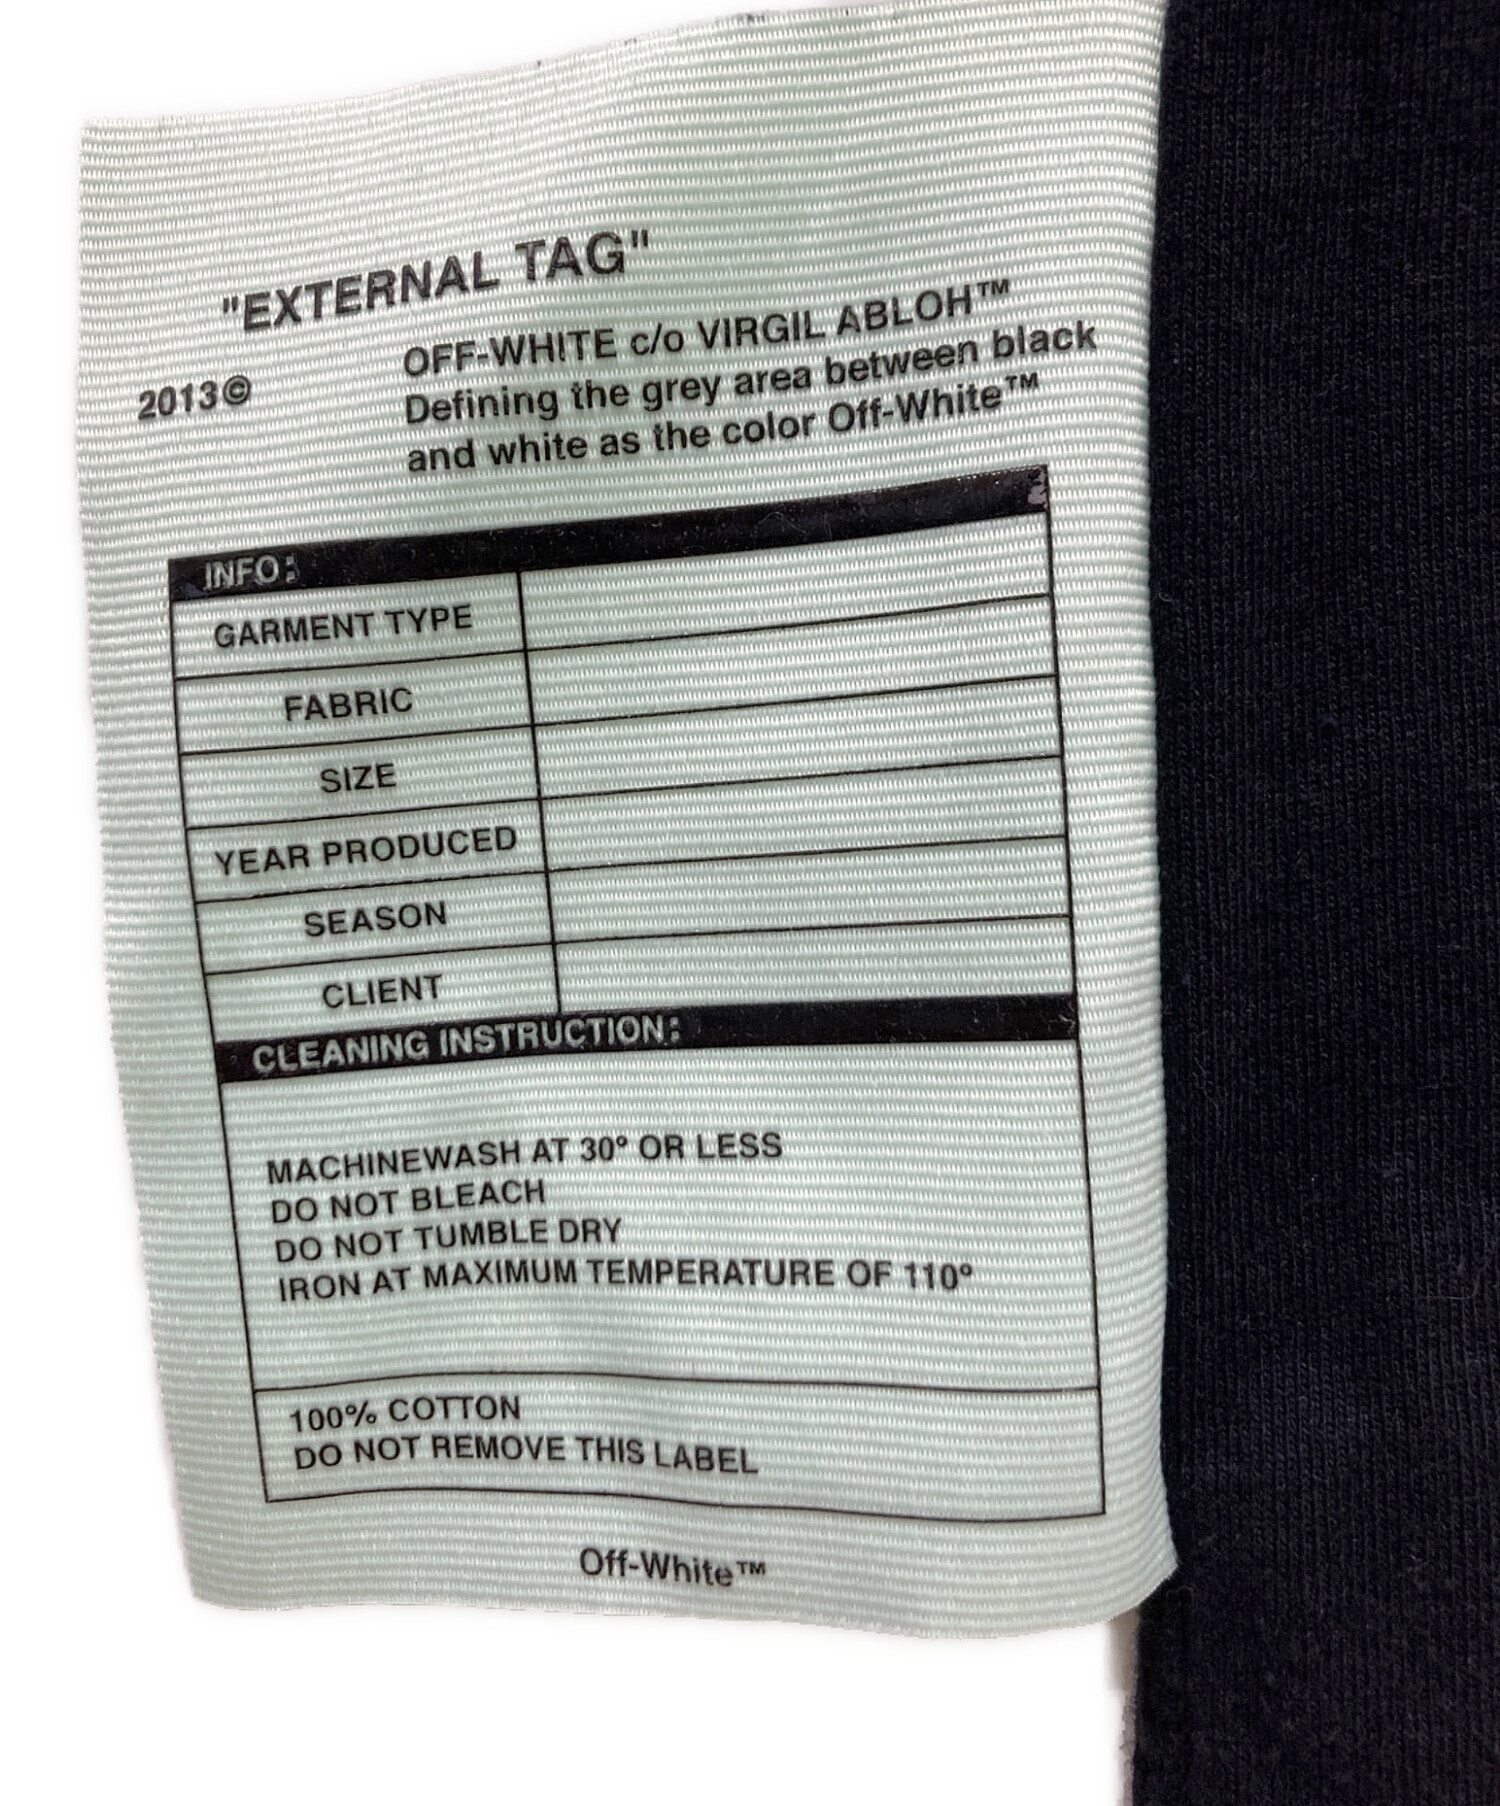 "EXTERNAL TAG"
2013©
OFF-WHITE c/o VIRGIL ABLOH™
Defining the grey area between black
and white as the color Off-White™
INFO:
GARMENT TYPE
FABRIC
SIZE
YEAR PRODUCED
SEASON
CLIENT
CLEANING INSTRUCTION:
MACHINEWASH AT 30° OR LESS
DO NOT BLEACH
DO NOT TUMBLE DRY
IRON AT MAXIMUM TEMPERATURE OF 110°
100% COTTON
DO NOT REMOVE THIS LABEL
Off-White™